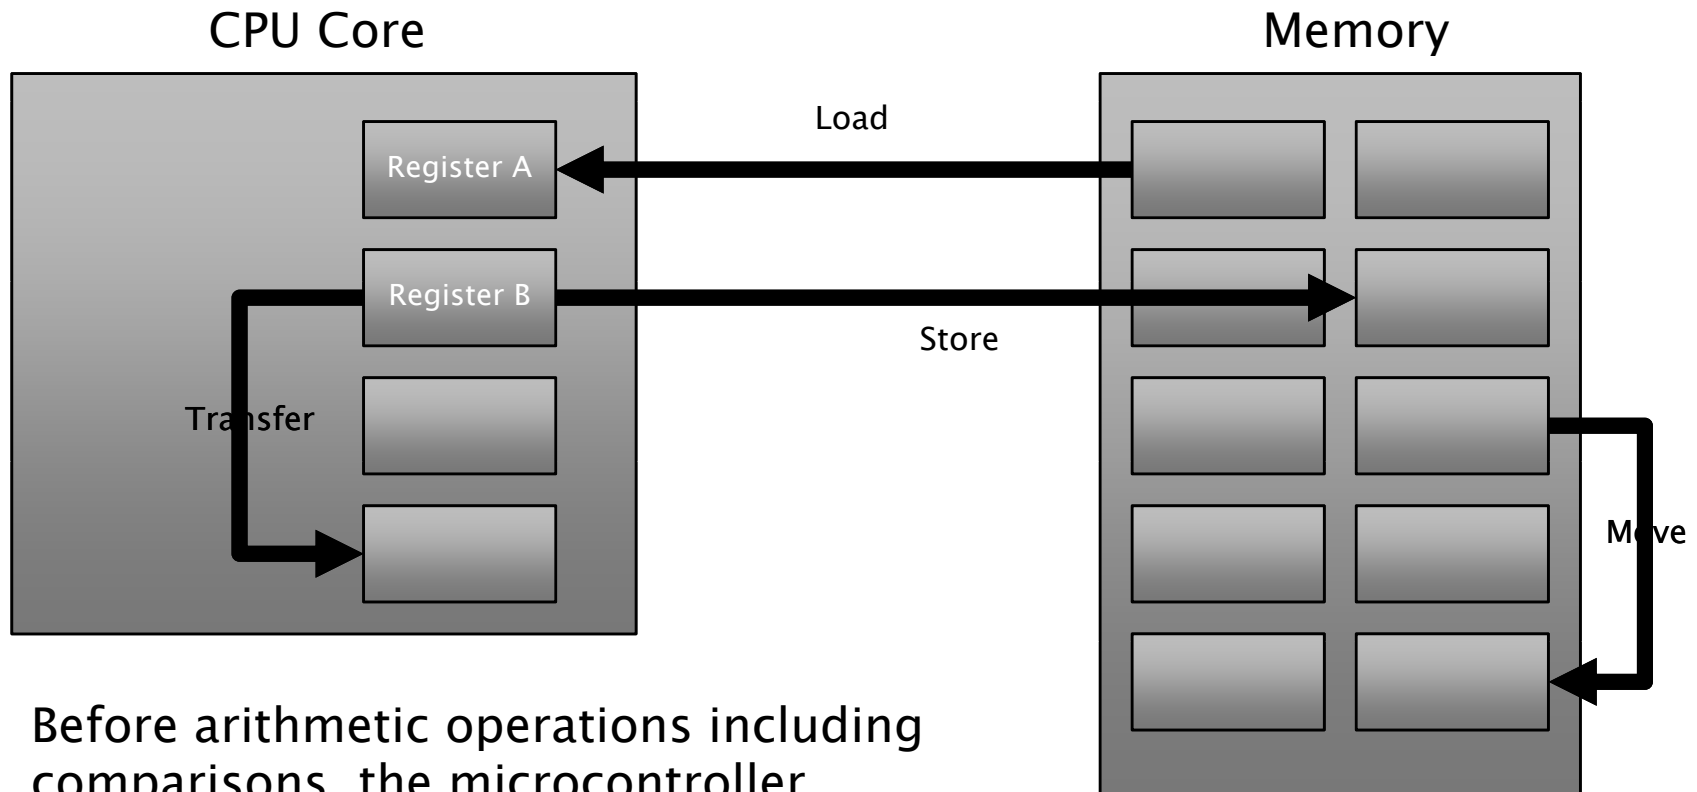 CPU Core
Memory
Load
Register A
Register B
Store
Transfer
Move
Before arithmetic operations including
comparisons, the microcontroller